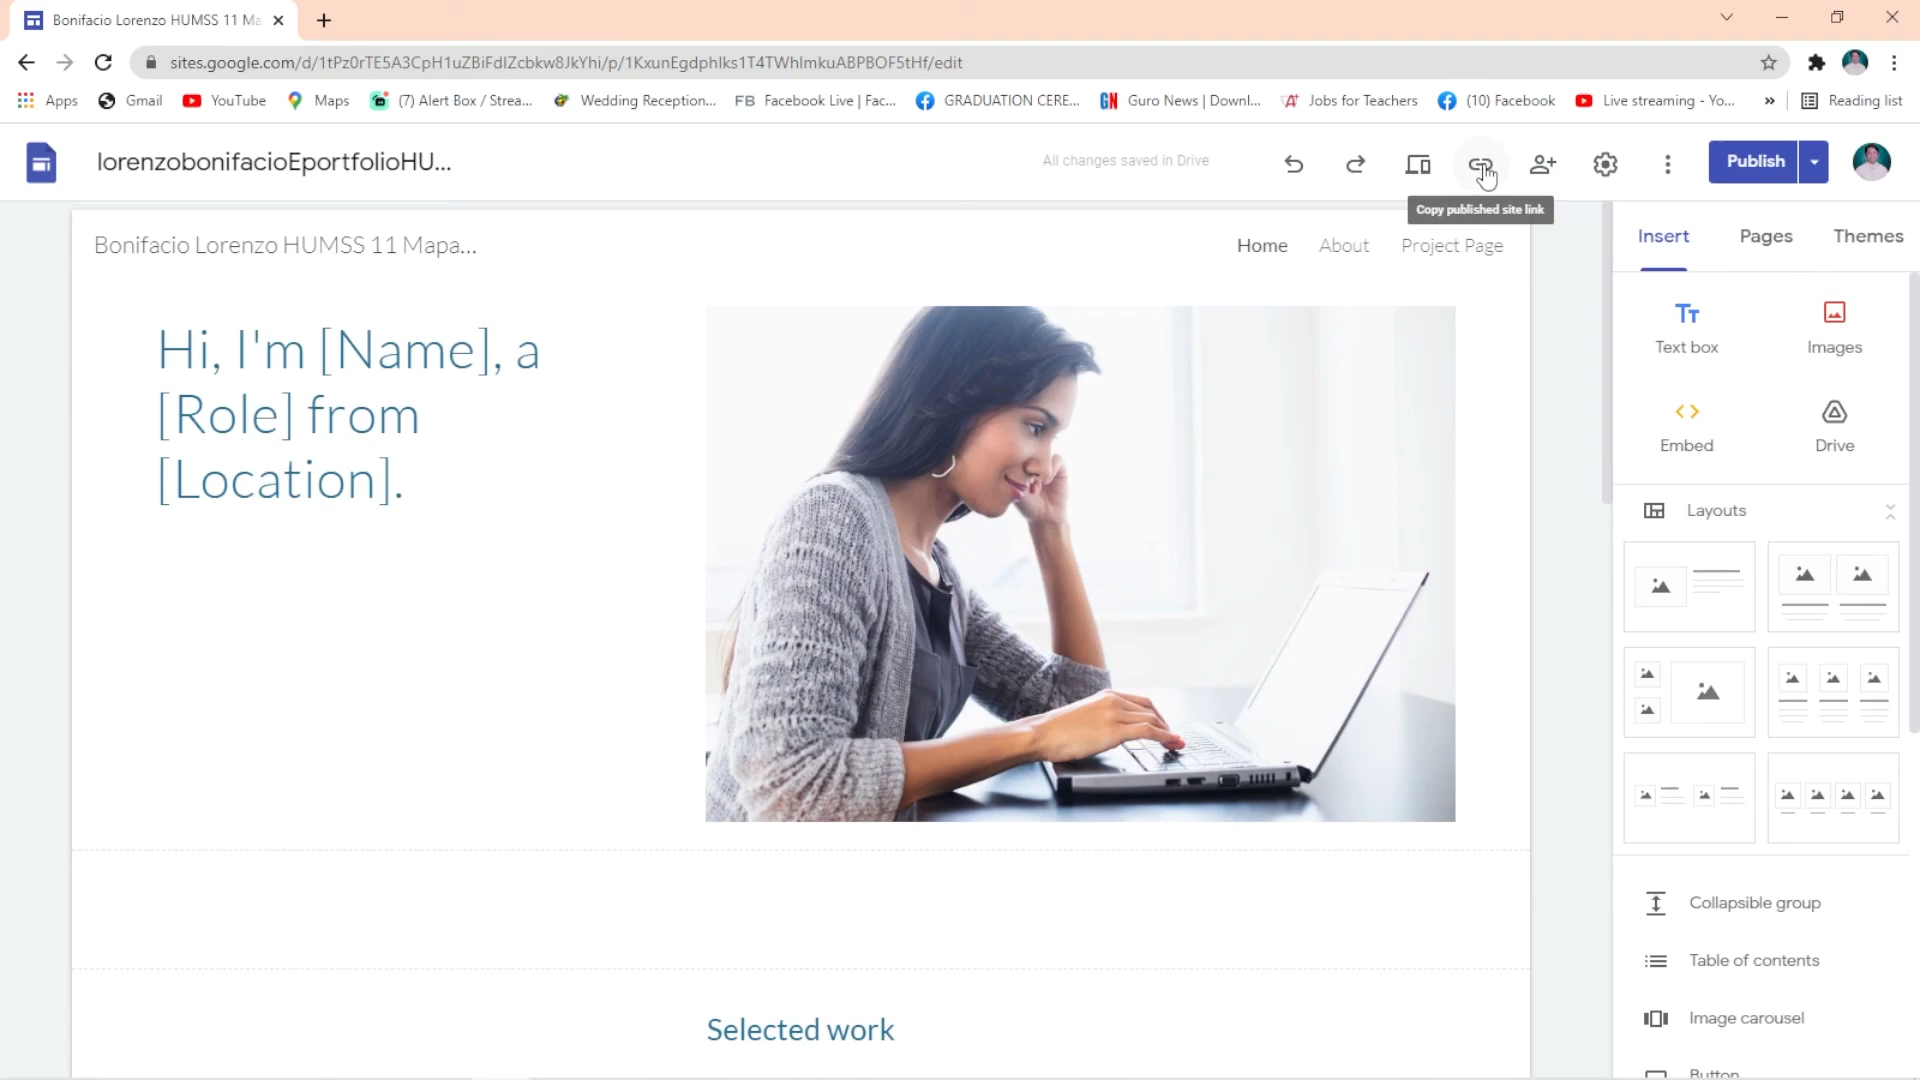 Bonifacio Lorenzo HUMSS 11 Ma
sites.google.com/d/1tPz0rTE5A3CpH1uZBiFdIZcbkw8JkYhi/p/1KxunEgdphlks1T4TWhlmkuABPBOF5tHf/edit
Apps Gmail YouTube Maps (7) Alert Box / Strea... Wedding Reception... FB Facebook Live | Fac... GRADUATION CERE... GN Guro News | Downl... Jobs for Teachers (10) Facebook Live streaming - Yo... » Reading list
lorenzobonifacioEportfolioHU...
All changes saved in Drive
Publish
Copy published site link
Bonifacio Lorenzo HUMSS 11 Mapa...
Home About Project Page
Insert Pages Themes
Hi, I'm [Name], a
[Role] from
[Location].
Text box Images
Embed Drive
Layouts
Collapsible group
Table of contents
Image carousel
Button
Selected work